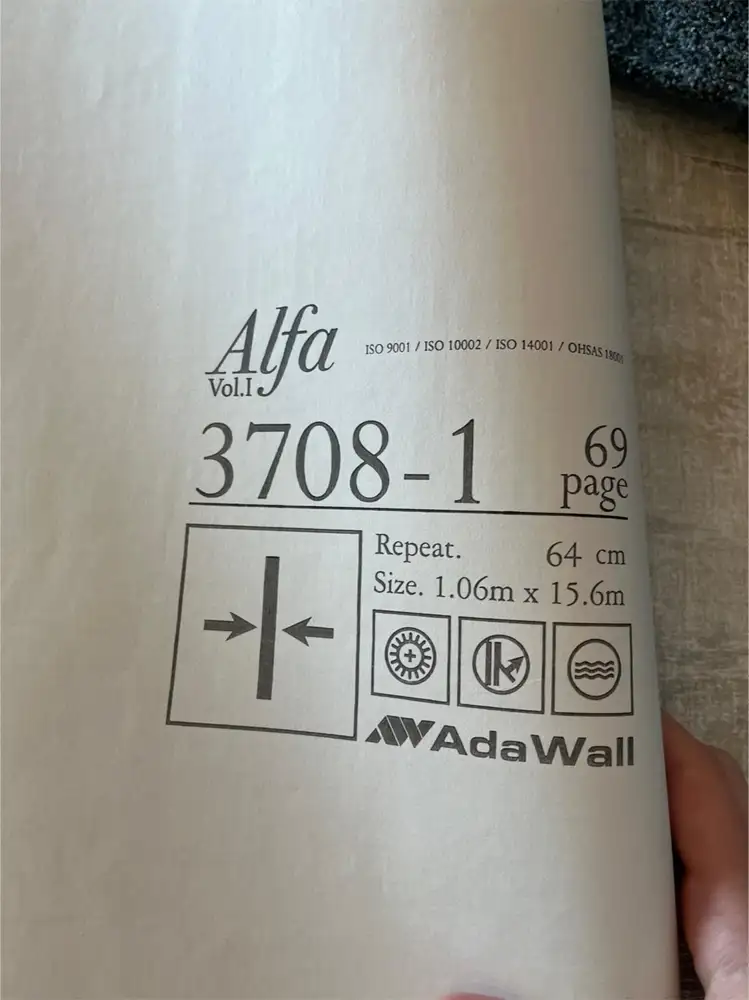 Alfa
Vol.I
ISO 9001 / ISO 10002 / ISO 14001 / OHSAS 18001
3708-1
69
page
Repeat. 64 cm
Size. 1.06m x 15.6m
AdaWall